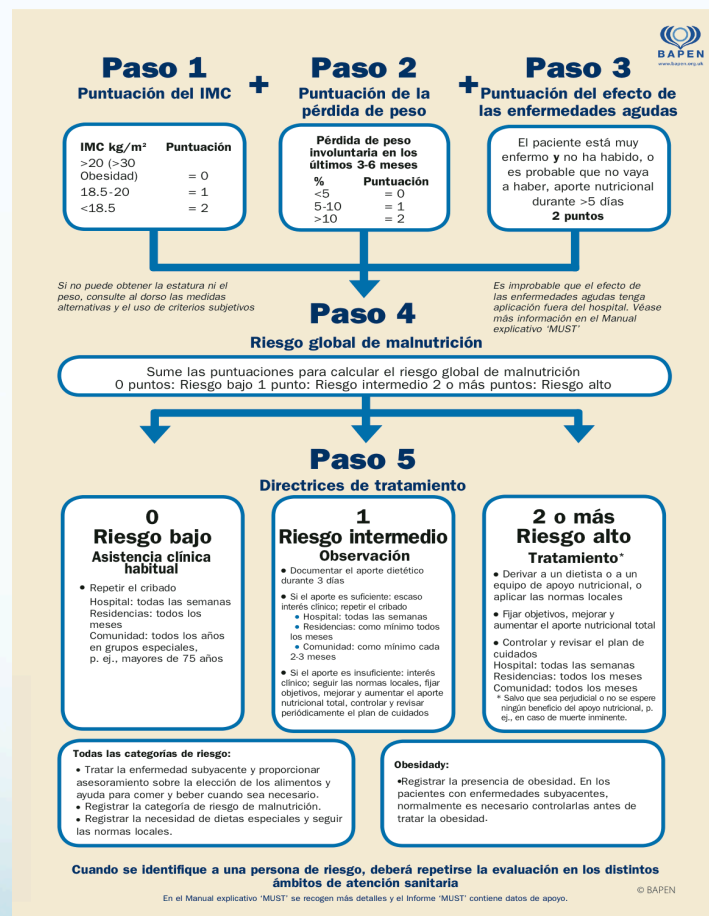 BAPEN
www.bapen.org.uk
Paso 1
Puntuación del IMC
+
Paso 2
Puntuación de la
pérdida de peso
+
Paso 3
Puntuación del efecto de
las enfermedades agudas
IMC kg/m² Puntuación
>20 (>30
Obesidad) = 0
18.5-20 = 1
<18.5 = 2
Pérdida de peso
involuntaria en los
últimos 3-6 meses
% Puntuación
<5 = 0
5-10 = 1
>10 = 2
El paciente está muy
enfermo y no ha habido, o
es probable que no vaya
a haber, aporte nutricional
durante >5 días
2 puntos
Si no puede obtener la estatura ni el
peso, consulte al dorso las medidas
alternativas y el uso de criterios subjetivos
Es improbable que el efecto de
las enfermedades agudas tenga
aplicación fuera del hospital. Véase
más información en el Manual
explicativo ‘MUST’
Paso 4
Riesgo global de malnutrición
Sume las puntuaciones para calcular el riesgo global de malnutrición
0 puntos: Riesgo bajo 1 punto: Riesgo intermedio 2 o más puntos: Riesgo alto
Paso 5
Directrices de tratamiento
0
Riesgo bajo
Asistencia clínica
habitual
• Repetir el cribado
Hospital: todas las semanas
Residencias: todos los
meses
Comunidad: todos los años
en grupos especiales,
p. ej., mayores de 75 años
1
Riesgo intermedio
Observación
• Documentar el aporte dietético
durante 3 días
• Si el aporte es suficiente: escaso
interés clínico; repetir el cribado
• Hospital: todas las semanas
• Residencias: como mínimo todos
los meses
• Comunidad: como mínimo cada
2-3 meses
• Si el aporte es insuficiente: interés
clínico; seguir las normas locales, fijar
objetivos, mejorar y aumentar el aporte
nutricional total, controlar y revisar
periódicamente el plan de cuidados
2 o más
Riesgo alto
Tratamiento*
• Derivar a un dietista o a un
equipo de apoyo nutricional, o
aplicar las normas locales
• Fijar objetivos, mejorar y
aumentar el aporte nutricional total
• Controlar y revisar el plan de
cuidados
Hospital: todas las semanas
Residencias: todos los meses
Comunidad: todos los meses
* Salvo que sea perjudicial o no se espere
ningún beneficio del apoyo nutricional, p.
ej., en caso de muerte inminente.
Todas las categorías de riesgo:
• Tratar la enfermedad subyacente y proporcionar
asesoramiento sobre la elección de los alimentos y
ayuda para comer y beber cuando sea necesario.
• Registrar la categoría de riesgo de malnutrición.
• Registrar la necesidad de dietas especiales y seguir
las normas locales.
Obesidady:
•Registrar la presencia de obesidad. En los
pacientes con enfermedades subyacentes,
normalmente es necesario controlarlas antes de
tratar la obesidad.
Cuando se identifique a una persona de riesgo, deberá repetirse la evaluación en los distintos
ámbitos de atención sanitaria
© BAPEN
En el Manual explicativo ‘MUST’ se recogen más detalles y el Informe ‘MUST’ contiene datos de apoyo.